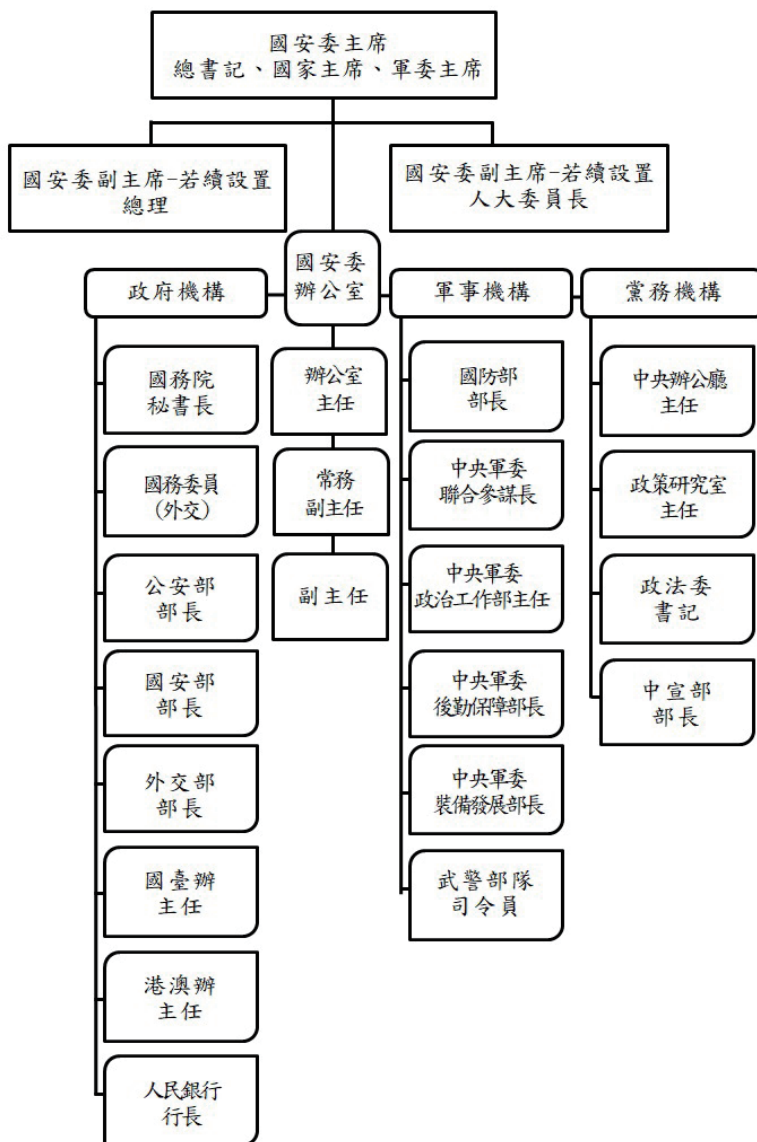 國安委主席
總書記、國家主席、軍委主席
國安委副主席-若續設置
總理
國安委副主席-若續設置
人大委員長
國安委
辦公室
政府機構
軍事機構
黨務機構
國務院
秘書長
國務委員
(外交)
公安部
部長
國安部
部長
外交部
部長
國臺辦
主任
港澳辦
主任
人民銀行
行長
辦公室
主任
常務
副主任
副主任
國防部
部長
中央軍委
聯合參謀長
中央軍委
政治工作部主任
中央軍委
後勤保障部長
中央軍委
裝備發展部長
武警部隊
司令員
中央辦公廳
主任
政策研究室
主任
政法委
書記
中宣部
部長